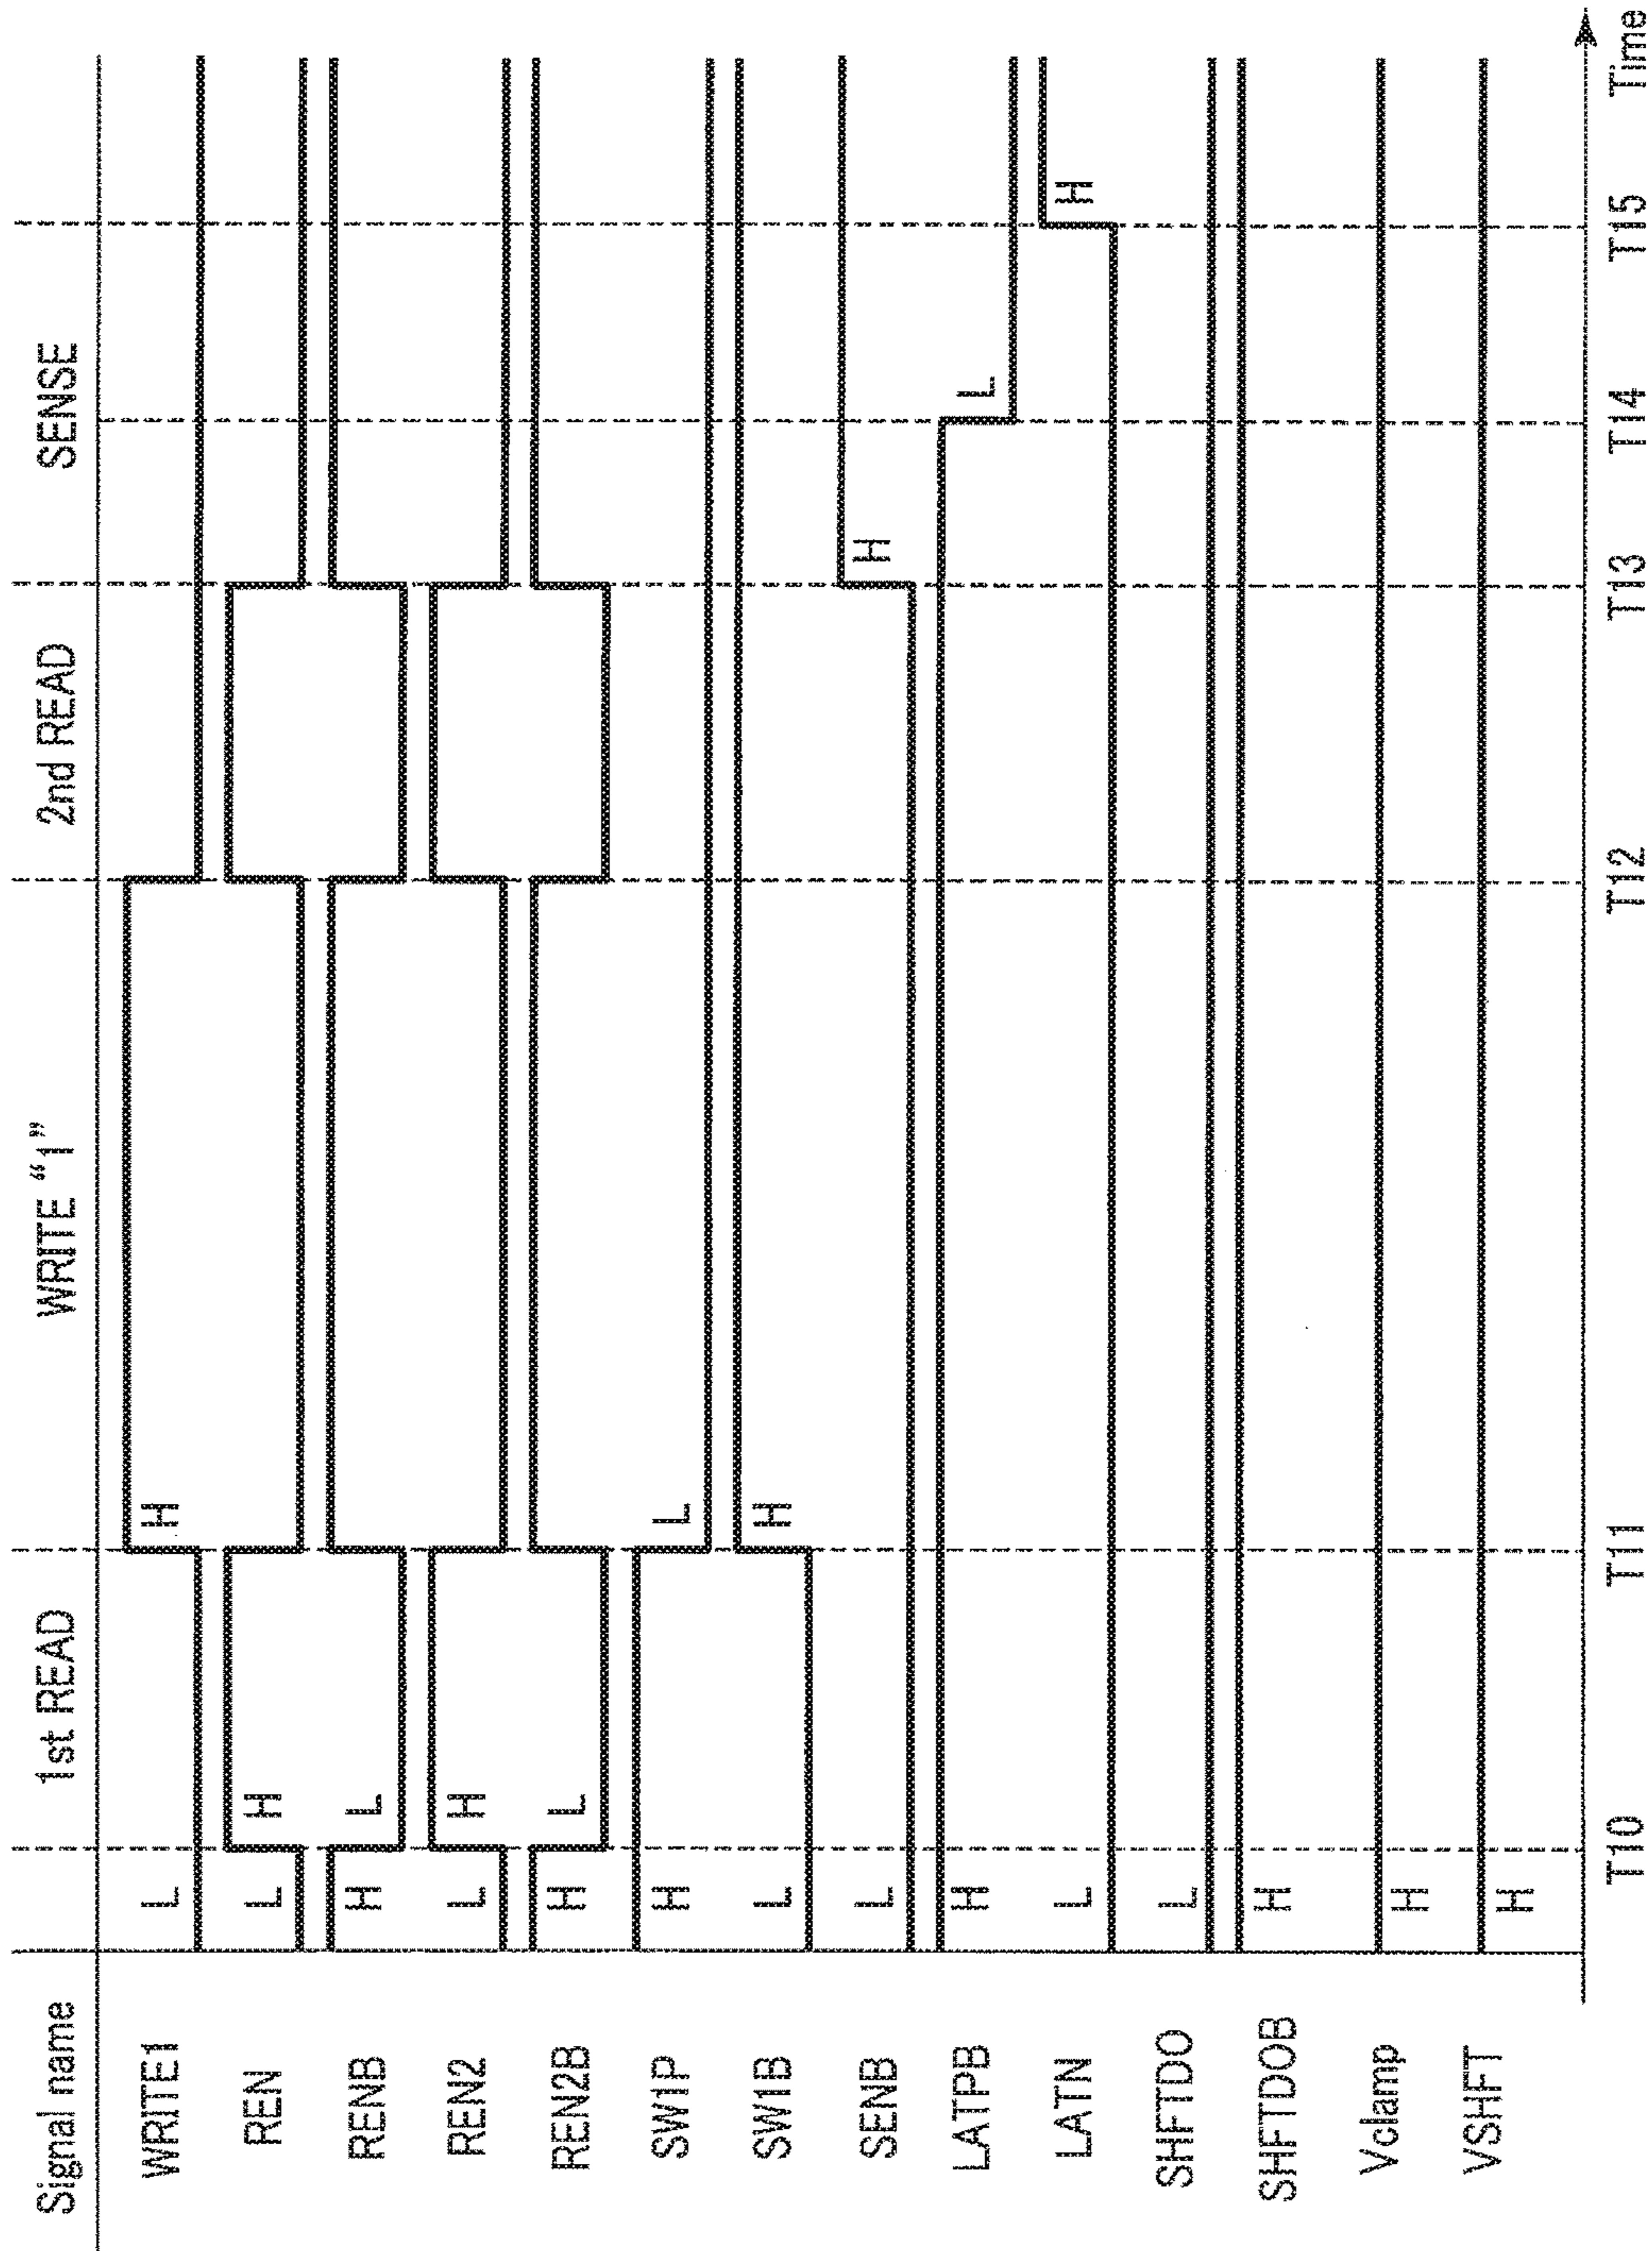 Signal name 1st READ WRITE “1” 2nd READ SENSE
WRITE1 L H
REN L H
RENB H L
REN2 L H
REN2B H L
SW1P H L
SW1B L H
SENB L H
LATPB H L
LATN L H
SHFTDO L
SHFTDOB H
Vclamp H
VSHFT H
T10 T11 T12 T13 T14 T15 Time